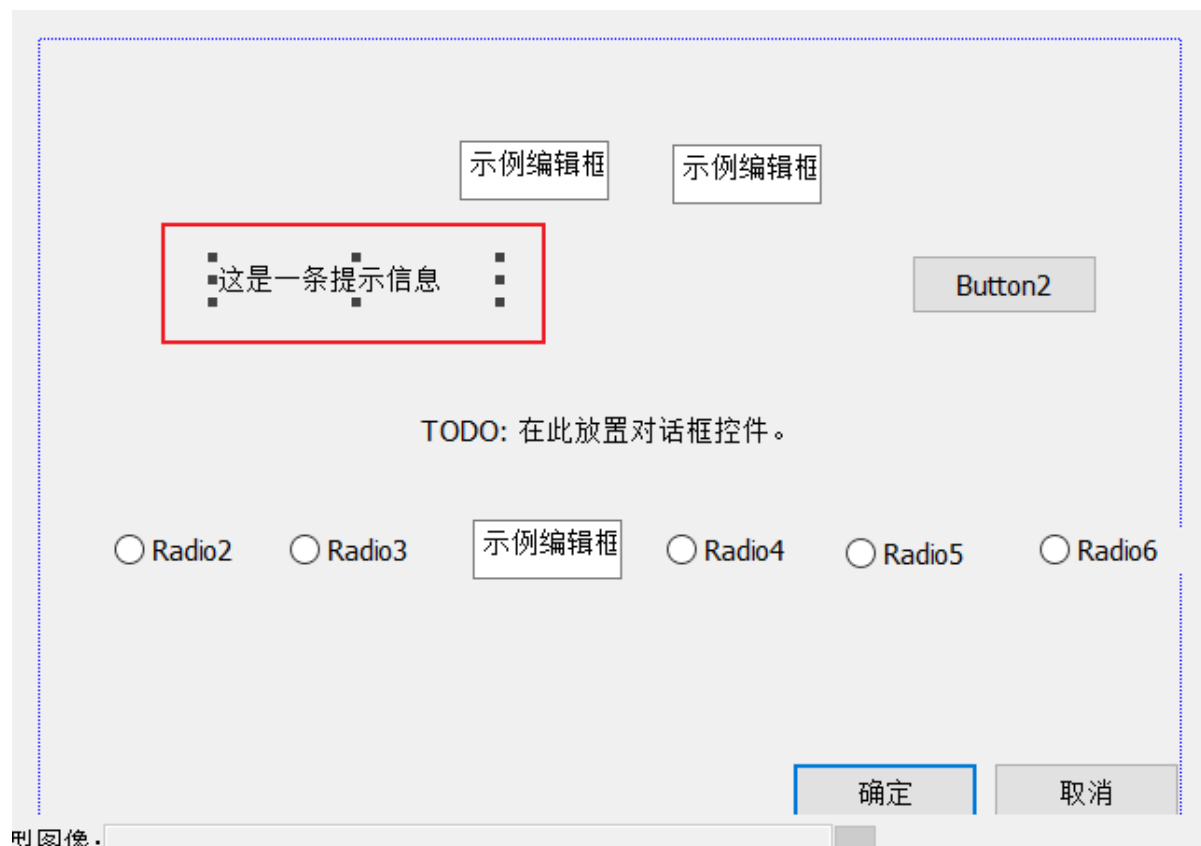 示例编辑框 示例编辑框
这是一条提示信息
Button2
TODO: 在此放置对话框控件。
Radio2 Radio3 示例编辑框 Radio4 Radio5 Radio6
确定 取消
型图像: